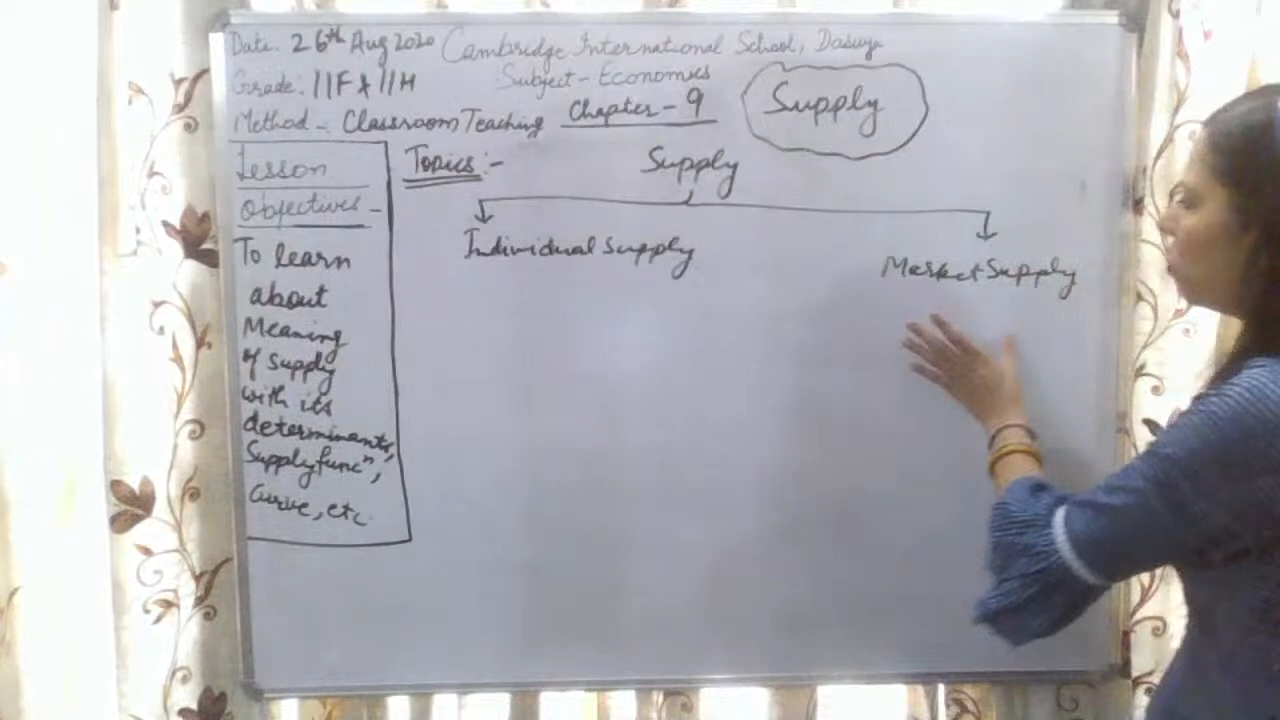 Date: 26th Aug 2020 Cambridge International School, Dasuya
Grade: 11F & 11H Subject - Economics
Method - Classroom Teaching Chapter - 9 Supply
Lesson
Objectives -
To learn
about
Meaning
of supply
with its
determinants,
Supply funcⁿ,
Curve, etc.
Topics :- Supply
Individual Supply
Market Supply